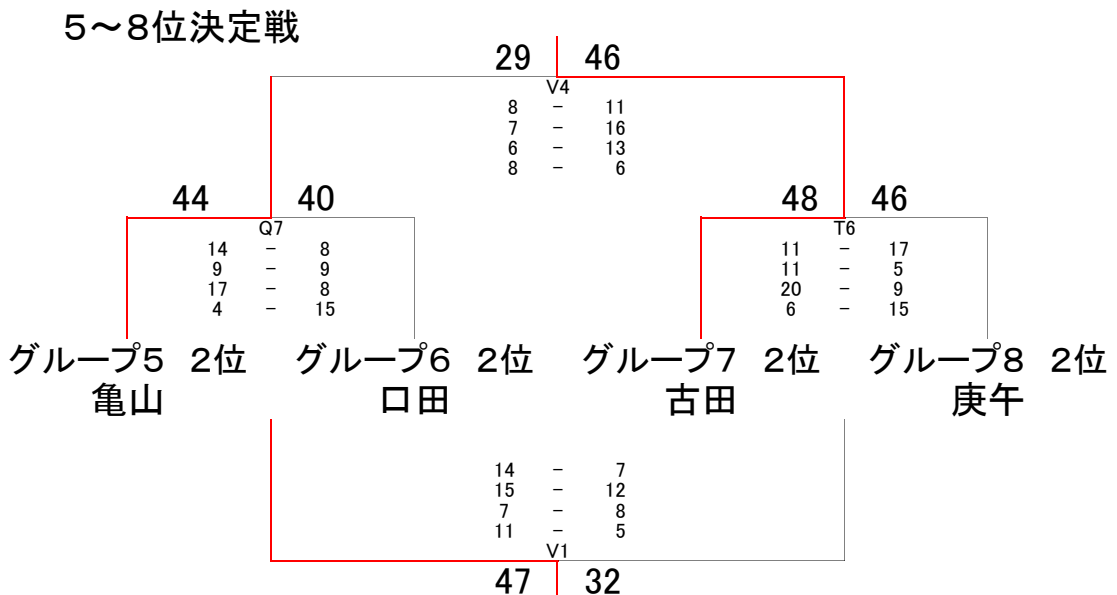 5～8位決定戦
29 46
V4
8 - 11
7 - 16
6 - 13
8 - 6
44 40 48 46
Q7 T6
14 - 8 11 - 17
9 - 9 11 - 5
17 - 8 20 - 9
4 - 15 6 - 15
グループ5 2位 グループ6 2位 グループ7 2位 グループ8 2位
亀山 口田 古田 庚午
14 - 7
15 - 12
7 - 8
11 - 5
V1
47 32